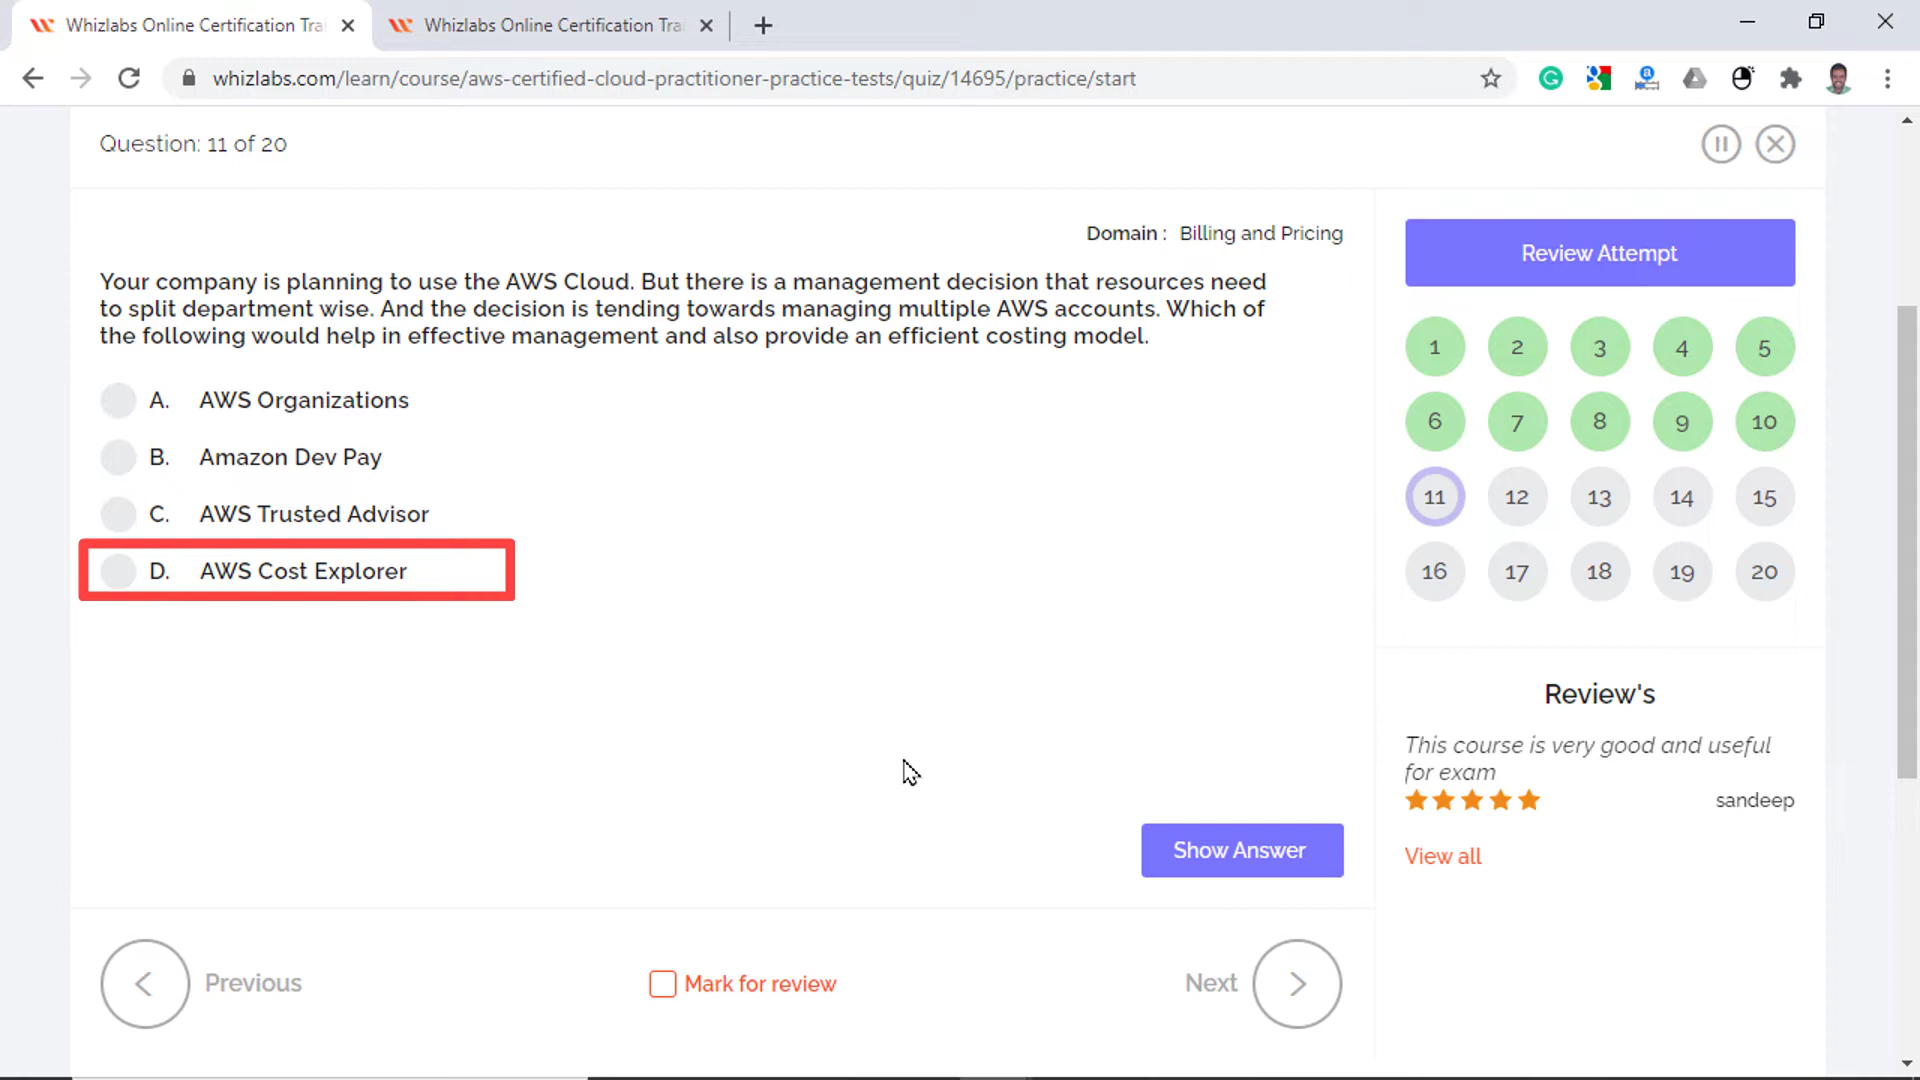 Whizlabs Online Certification Trai
Whizlabs Online Certification Trai
whizlabs.com/learn/course/aws-certified-cloud-practitioner-practice-tests/quiz/14695/practice/start
Question: 11 of 20
Domain : Billing and Pricing
Your company is planning to use the AWS Cloud. But there is a management decision that resources need
to split department wise. And the decision is tending towards managing multiple AWS accounts. Which of
the following would help in effective management and also provide an efficient costing model.
A. AWS Organizations
B. Amazon Dev Pay
C. AWS Trusted Advisor
D. AWS Cost Explorer
Show Answer
Previous
Mark for review
Next
Review Attempt
1 2 3 4 5
6 7 8 9 10
11 12 13 14 15
16 17 18 19 20
Review's
This course is very good and useful
for exam
sandeep
View all